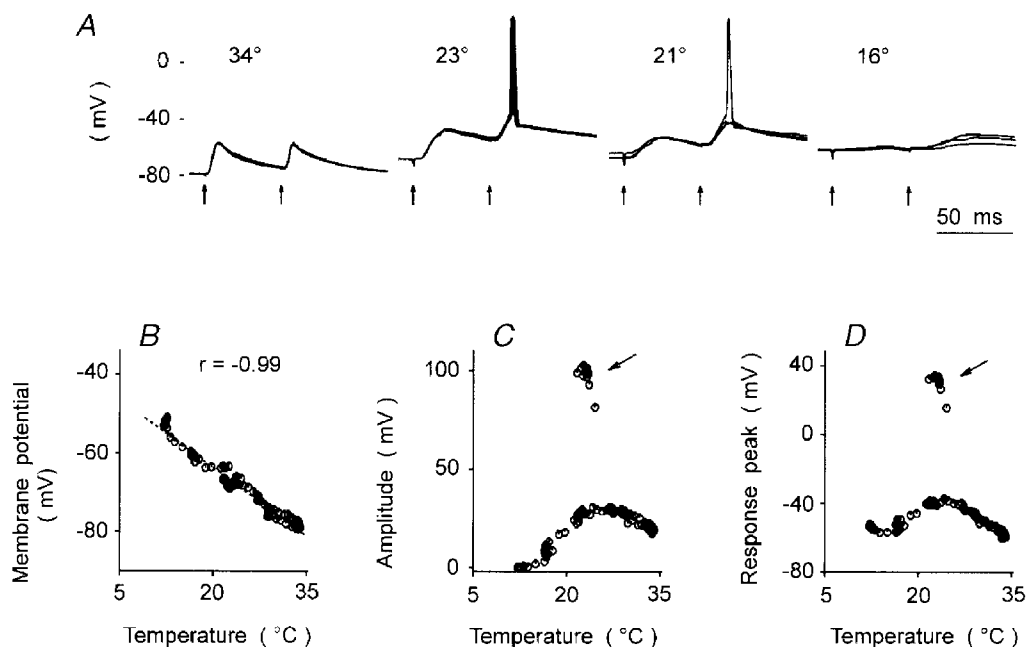 A
34°
23°
21°
16°
( mV )
0
-40
-80
50 ms
B
r = -0.99
Membrane potential
( mV )
-40
-60
-80
5
20
35
Temperature ( °C )
C
Amplitude ( mV )
100
50
0
5
20
35
Temperature ( °C )
D
Response peak ( mV )
40
0
-40
-80
5
20
35
Temperature ( °C )